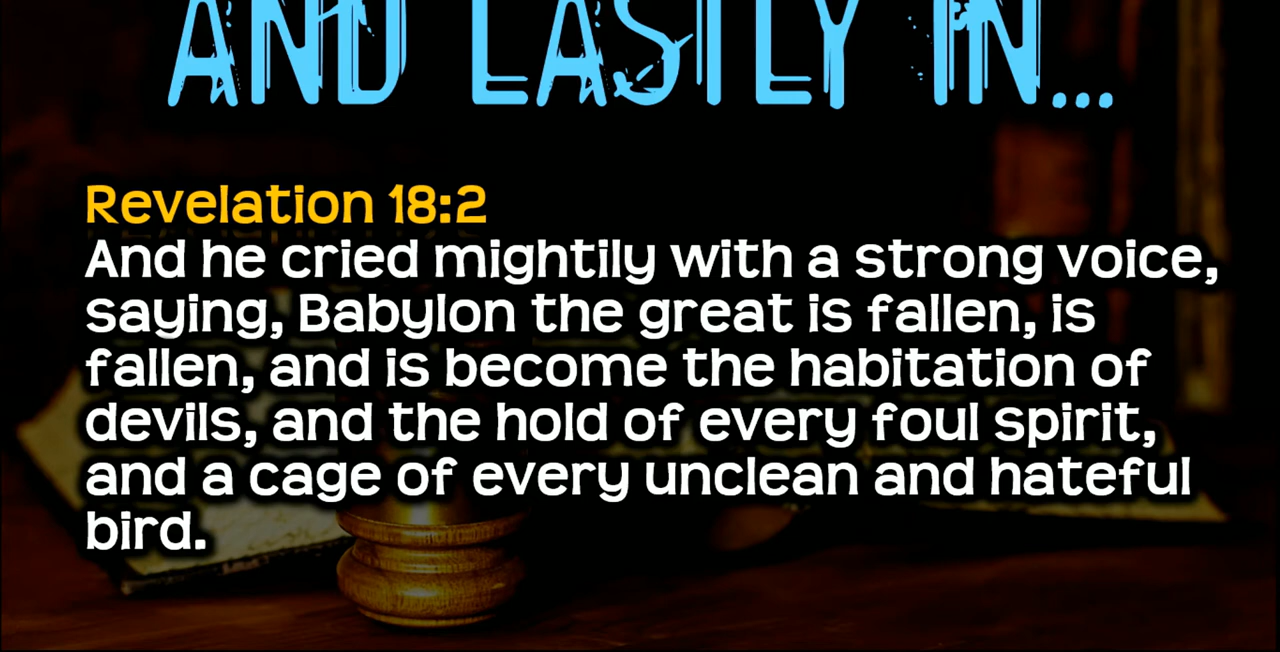 AND LASTLY IN...
Revelation 18:2
And he cried mightily with a strong voice,
saying, Babylon the great is fallen, is
fallen, and is become the habitation of
devils, and the hold of every foul spirit,
and a cage of every unclean and hateful
bird.